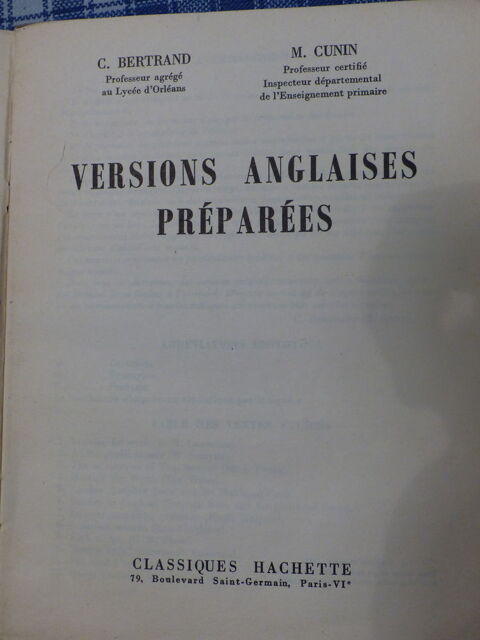 C. BERTRAND
Professeur agrégé
au Lycée d'Orléans
M. CUNIN
Professeur certifié
Inspecteur départemental
de l'Enseignement primaire
VERSIONS ANGLAISES
PRÉPARÉES
CLASSIQUES HACHETTE
79, Boulevard Saint-Germain, Paris-VIe